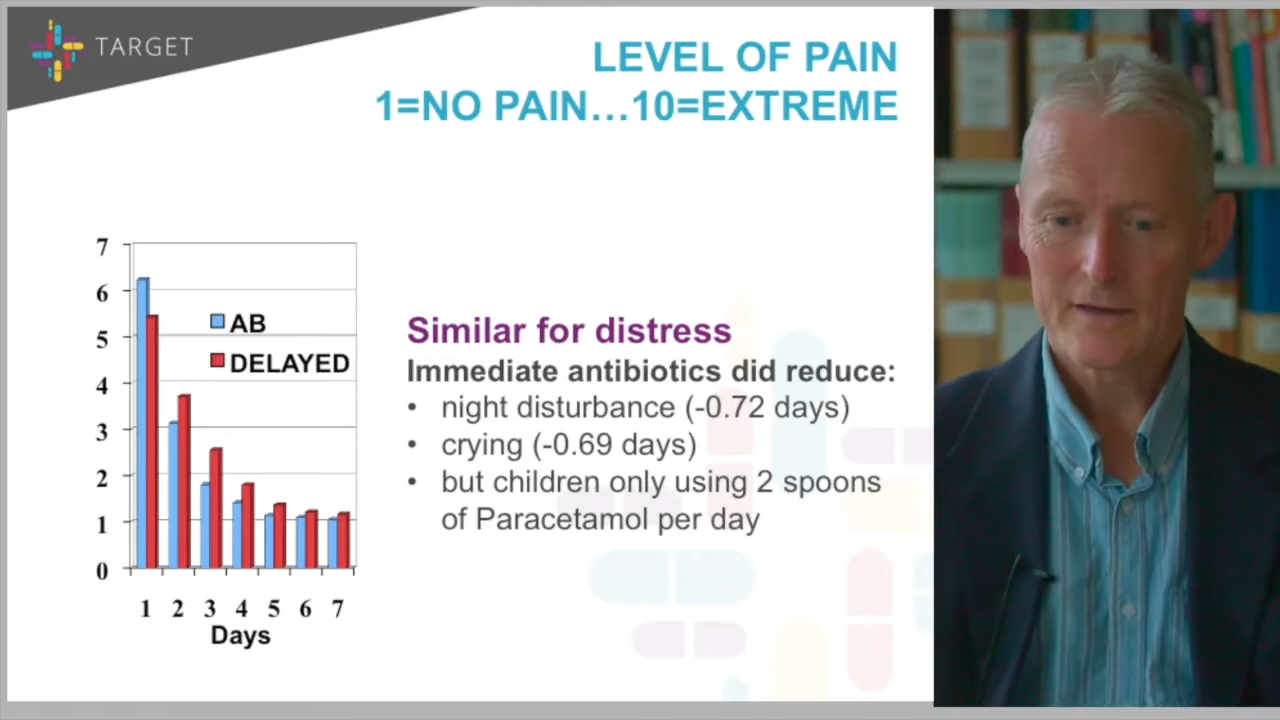 TARGET
LEVEL OF PAIN
1=NO PAIN…10=EXTREME
7
6
5
4
3
2
1
0
AB
DELAYED
1 2 3 4 5 6 7
Days
Similar for distress
Immediate antibiotics did reduce:
• night disturbance (-0.72 days)
• crying (-0.69 days)
• but children only using 2 spoons
of Paracetamol per day